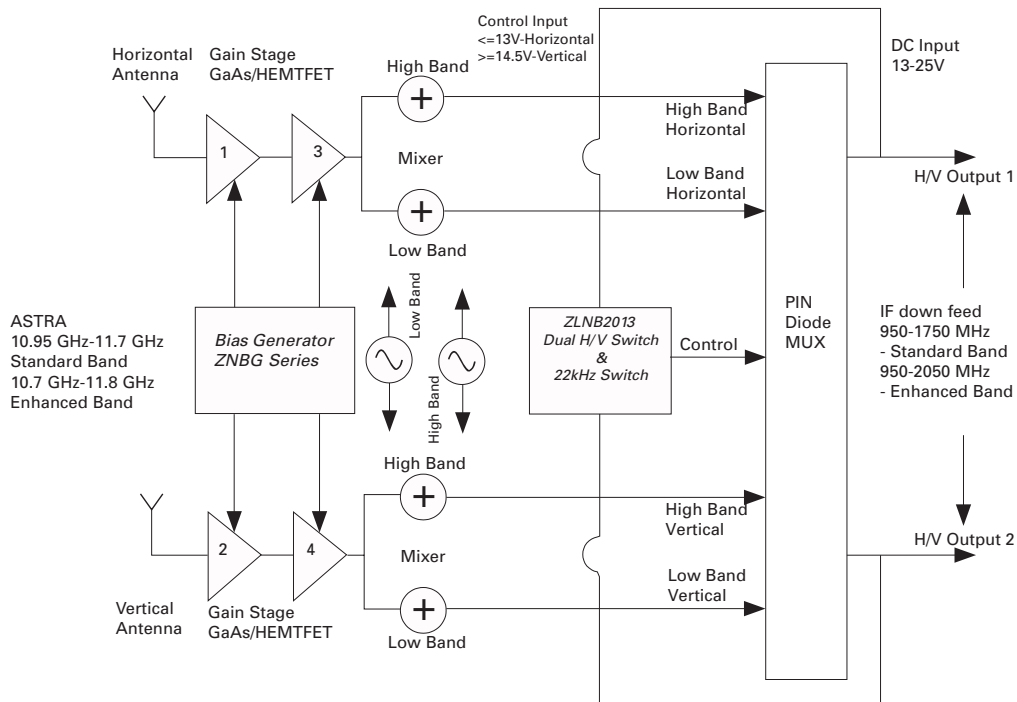 Control Input
<=13V-Horizontal
>=14.5V-Vertical
DC Input
13-25V
Horizontal
Antenna
Gain Stage
GaAs/HEMTFET
High Band
1
3
Mixer
Low Band
High Band
Horizontal
Low Band
Horizontal
H/V Output 1
ASTRA
10.95 GHz-11.7 GHz
Standard Band
10.7 GHz-11.8 GHz
Enhanced Band
Bias Generator
ZNBG Series
Low Band
High Band
ZLNB2013
Dual H/V Switch
&
22kHz Switch
Control
PIN
Diode
MUX
IF down feed
950-1750 MHz
- Standard Band
950-2050 MHz
- Enhanced Band
High Band
2
4
Mixer
Low Band
High Band
Vertical
Low Band
Vertical
H/V Output 2
Vertical
Antenna
Gain Stage
GaAs/HEMTFET